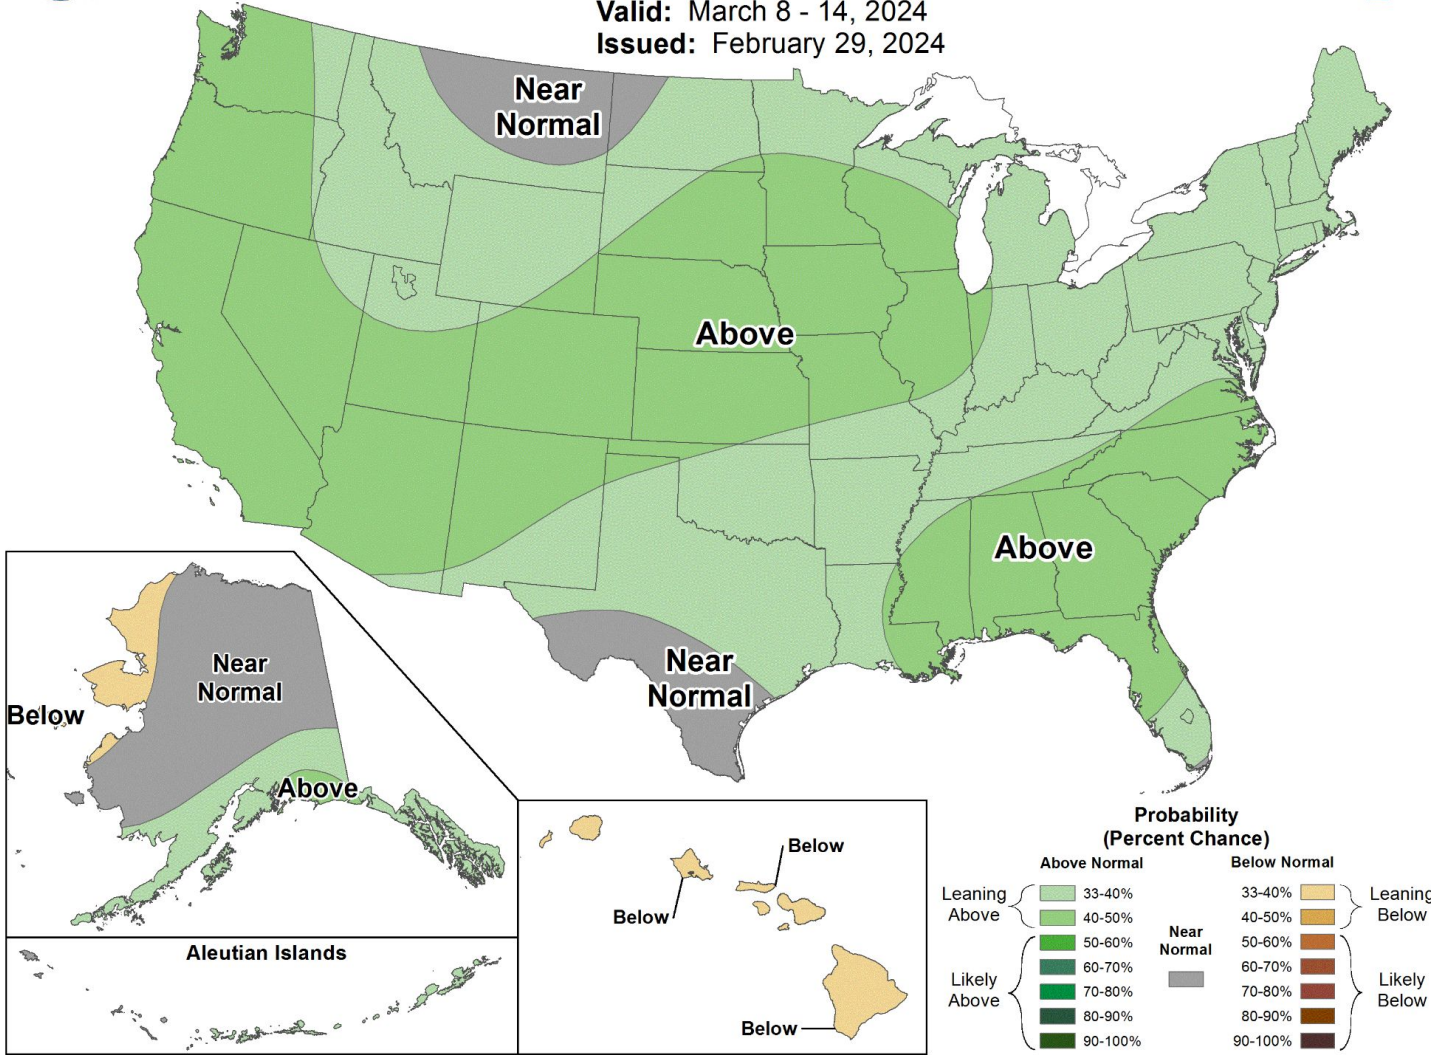 Valid: March 8 - 14, 2024
Issued: February 29, 2024
Near
Normal
Above
Above
Near
Normal
Near
Normal
Below
Above
Aleutian Islands
Below
Below
Below
Probability
(Percent Chance)
Above Normal
Below Normal
Leaning
Above
33-40%
40-50%
Likely
Above
50-60%
60-70%
70-80%
80-90%
90-100%
Near
Normal
33-40%
40-50%
Leaning
Below
50-60%
60-70%
70-80%
80-90%
90-100%
Likely
Below